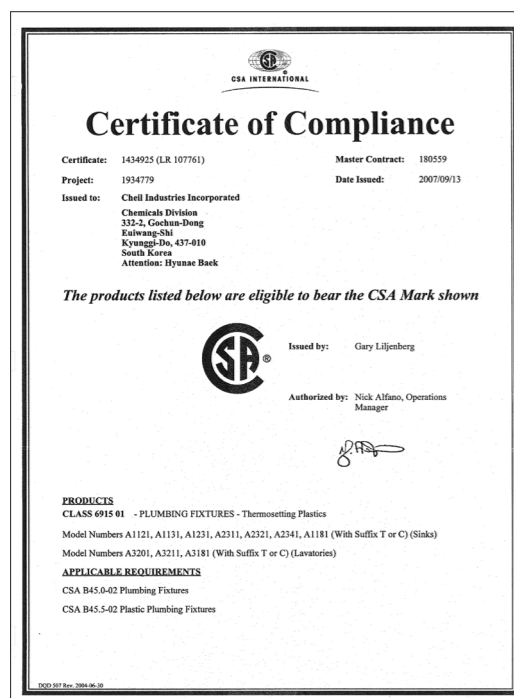 CSA INTERNATIONAL
Certificate of Compliance
Certificate: 1434925 (LR 107761) Master Contract: 180559
Project: 1934779 Date Issued: 2007/09/13
Issued to: Cheil Industries Incorporated
Chemicals Division
332-2, Gochun-Dong
Euiwang-Shi
Kyunggi-Do, 437-010
South Korea
Attention: Hyunae Baek
The products listed below are eligible to bear the CSA Mark shown
Issued by: Gary Liljenberg
Authorized by: Nick Alfano, Operations
Manager
PRODUCTS
CLASS 6915 01 - PLUMBING FIXTURES - Thermosetting Plastics
Model Numbers A1121, A1131, A1231, A2311, A2321, A2341, A1181 (With Suffix T or C) (Sinks)
Model Numbers A3201, A3211, A3181 (With Suffix T or C) (Lavatories)
APPLICABLE REQUIREMENTS
CSA B45.0-02 Plumbing Fixtures
CSA B45.5-02 Plastic Plumbing Fixtures
DQD 507 Rev. 2004-06-30